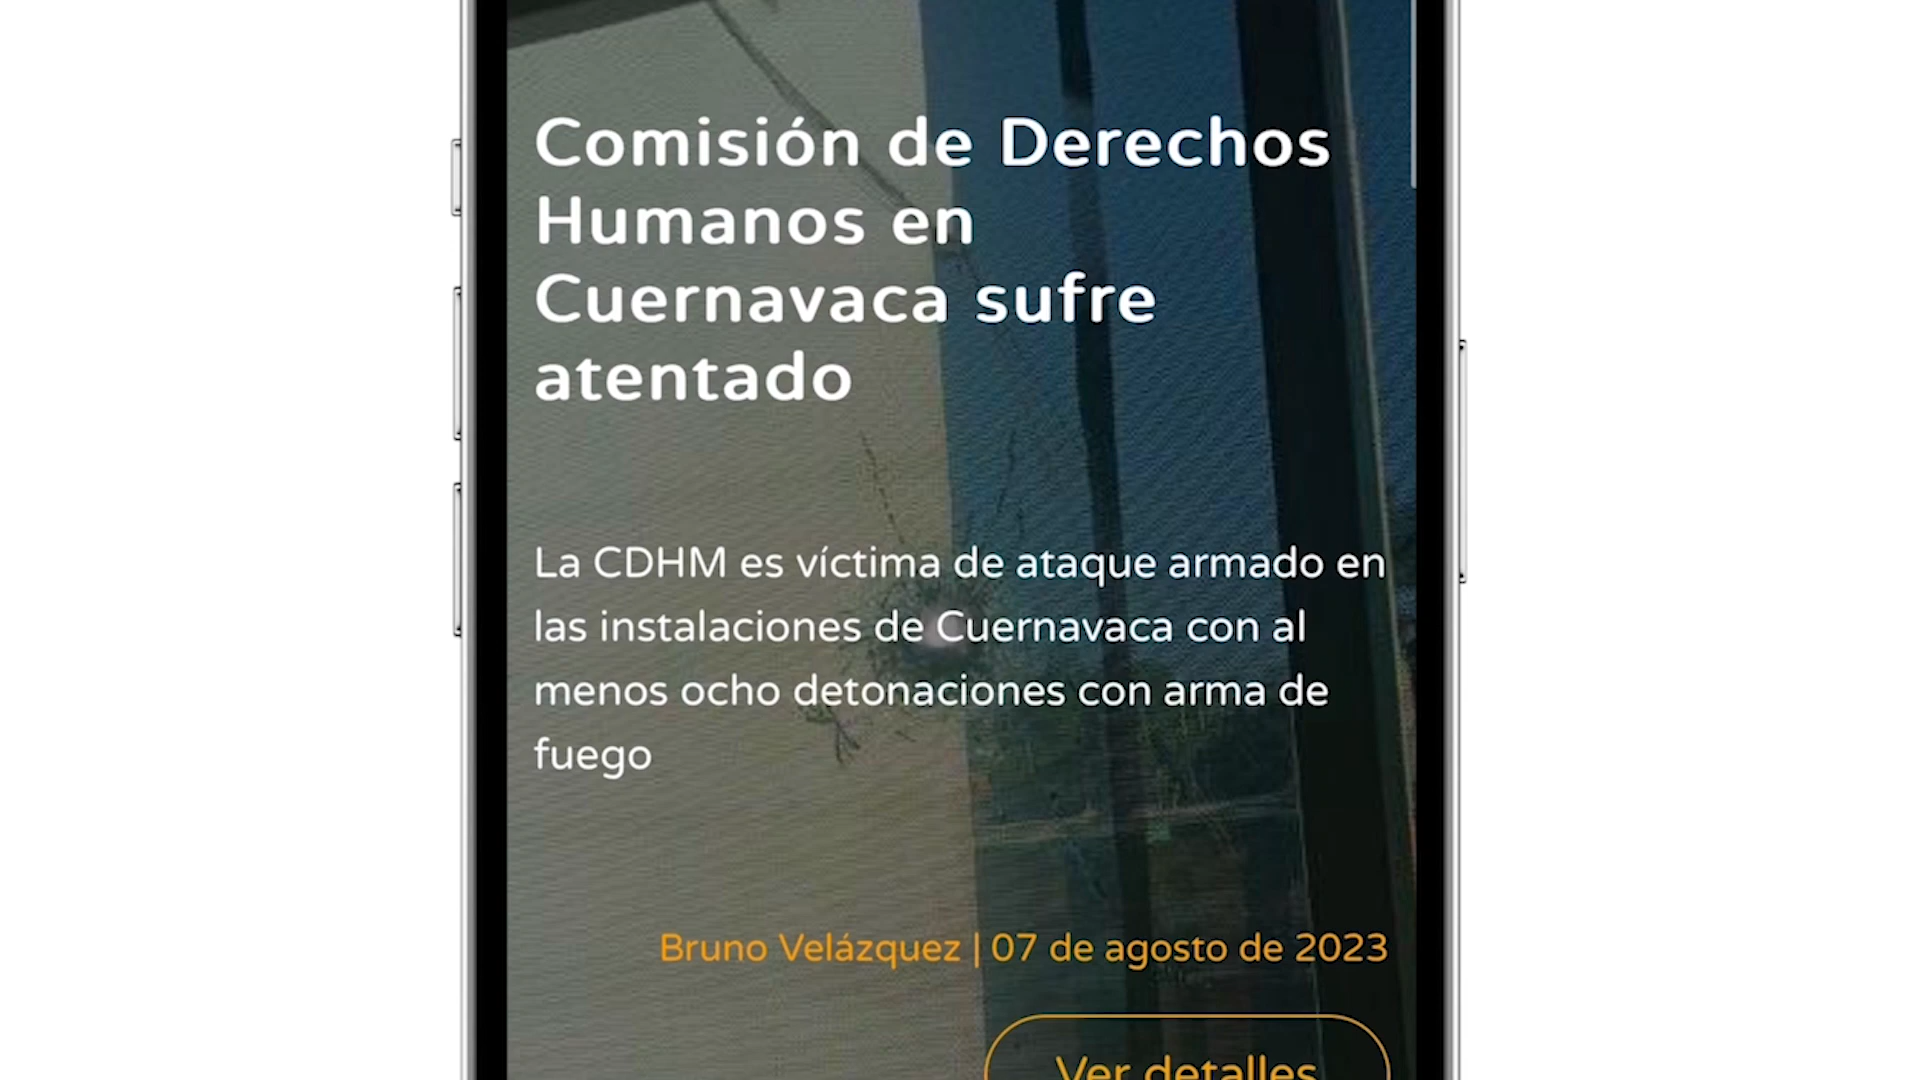 Comisión de Derechos
Humanos en
Cuernavaca sufre
atentado
La CDHM es víctima de ataque armado en
las instalaciones de Cuernavaca con al
menos ocho detonaciones con arma de
fuego
Bruno Velázquez | 07 de agosto de 2023
Ver detalles